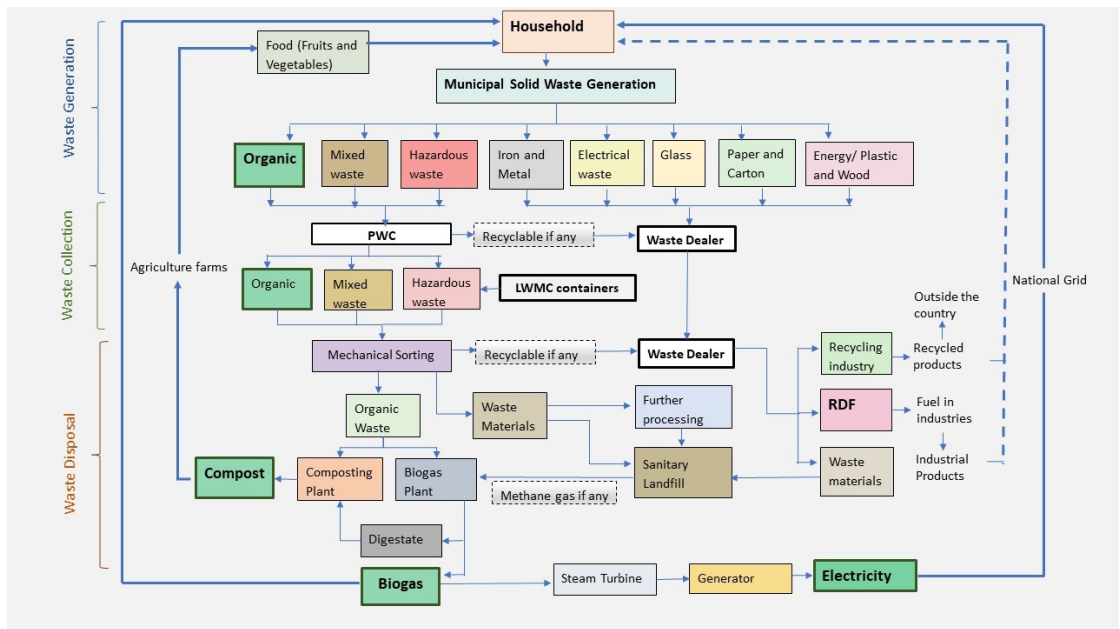 Household
Food (Fruits and
Vegetables)
Municipal Solid Waste Generation
Waste Generation
Organic
Mixed
waste
Hazardous
waste
Iron and
Metal
Electrical
waste
Glass
Paper and
Carton
Energy/ Plastic
and Wood
Waste Collection
PWC
Recyclable if any
Waste Dealer
Agriculture farms
Organic
Mixed
waste
Hazardous
waste
LWMC containers
National Grid
Outside the
country
Waste Disposal
Mechanical Sorting
Recyclable if any
Waste Dealer
Recycling
industry
Recycled
products
Organic
Waste
Waste
Materials
Further
processing
RDF
Fuel in
industries
Compost
Composting
Plant
Biogas
Plant
Methane gas if any
Sanitary
Landfill
Waste
materials
Industrial
Products
Digestate
Biogas
Steam Turbine
Generator
Electricity